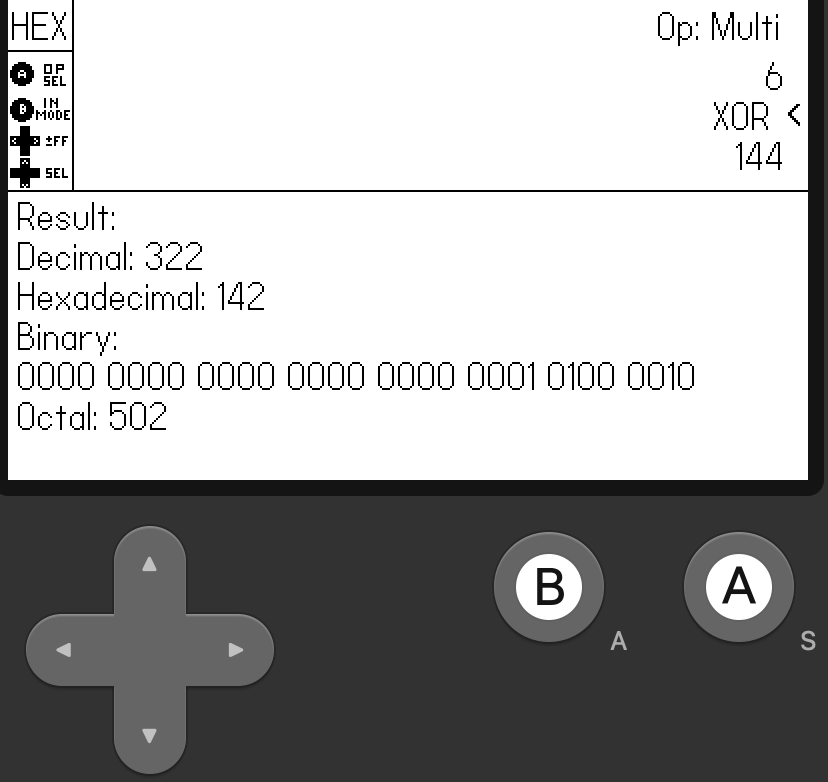 HEX
Op: Multi
A OP SEL
6
B IN MODE
XOR <
±FF
144
SEL
Result:
Decimal: 322
Hexadecimal: 142
Binary:
0000 0000 0000 0000 0000 0001 0100 0010
Octal: 502
B A
A S